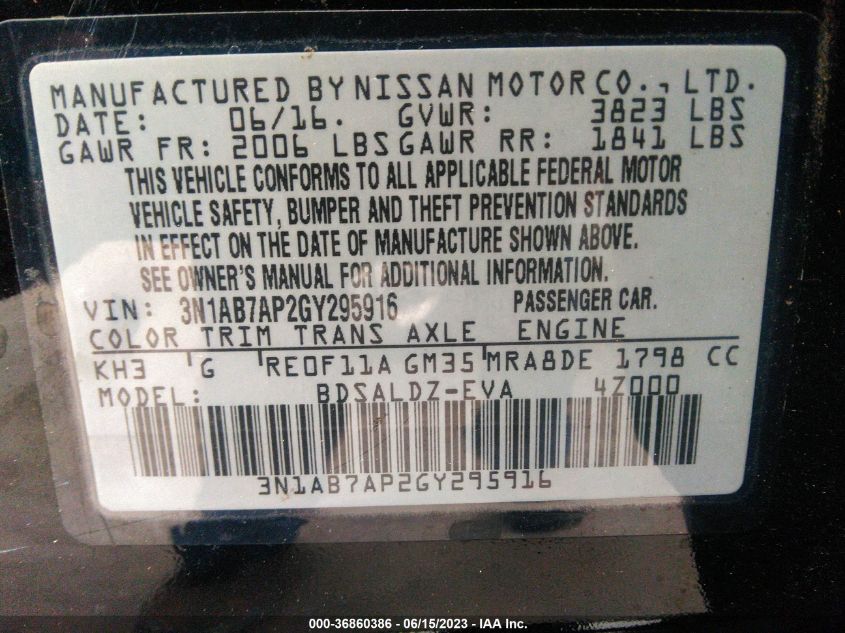 MANUFACTURED BY NISSAN MOTOR CO., LTD.
DATE: 06/16. GVWR: 3823 LBS
GAWR FR: 2006 LBS GAWR RR: 1841 LBS
THIS VEHICLE CONFORMS TO ALL APPLICABLE FEDERAL MOTOR
VEHICLE SAFETY, BUMPER AND THEFT PREVENTION STANDARDS
IN EFFECT ON THE DATE OF MANUFACTURE SHOWN ABOVE.
SEE OWNER'S MANUAL FOR ADDITIONAL INFORMATION.
VIN: 3N1AB7AP2GY295916 PASSENGER CAR.
COLOR TRIM TRANS AXLE ENGINE
KH3 G RE0F11A GM35 MRA8DE 1798 CC
MODEL: BDSALDZ-EVA 4Z000
3N1AB7AP2GY295916
000-36860386 - 06/15/2023 - IAA Inc.